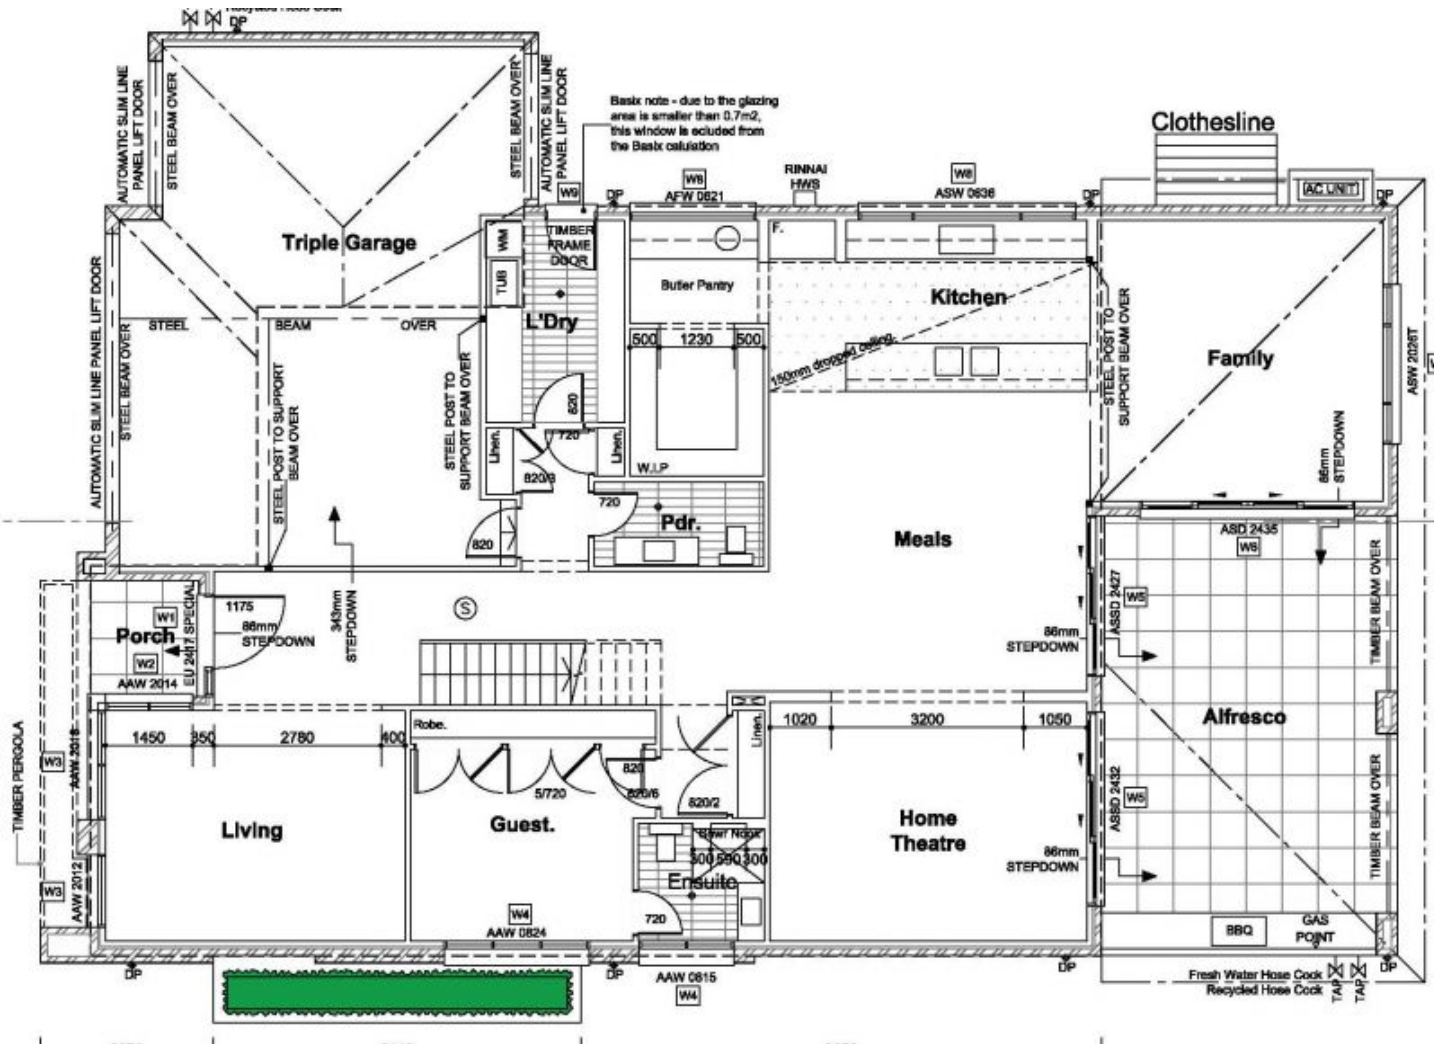 DP
AUTOMATIC SLIM LINE
PANEL LIFT DOOR
STEEL BEAM OVER
STEEL BEAM OVER
AUTOMATIC SLIM LINE
PANEL LIFT DOOR
Basix note - due to the glazing
area is smaller than 0.7m2,
this window is ecluded from
the Basix calulation
Clothesline
W9
DP
W8
AFW 0821
RINNAI
HWS
W8
ASW 0636
DP
AC UNIT
DP
Triple Garage
WM
TUB
TIMBER
FRAME
DOOR
L'Dry
Butler Pantry
F.
Kitchen
150mm dropped ceiling.
500
1230
500
Family
ASW 2026T
AUTOMATIC SLIM LINE PANEL LIFT DOOR
STEEL BEAM OVER
STEEL
BEAM
OVER
STEEL POST TO SUPPORT
BEAM OVER
STEEL POST TO
SUPPORT BEAM OVER
STEEL POST TO
SUPPORT BEAM OVER
86mm
STEPDOWN
820
720
Linen.
Linen.
820/3
W.I.P
720
Pdr.
820
Meals
ASD 2435
W6
343mm
STEPDOWN
1175
86mm
STEPDOWN
S
W1
Porch
W2
AAW 2014
EU 2417 SPECIAL
ASSD 2427
W5
86mm
STEPDOWN
TIMBER BEAM OVER
Alfresco
TIMBER PERGOLA
W3
AAW 2018
1450
350
2780
400
Robe.
5/720
820
820/6
820/2
Linen.
1020
3200
1050
ASSD 2432
W5
TIMBER BEAM OVER
Living
Guest.
Home
Theatre
86mm
STEPDOWN
W3
AAW 2012
300
590
300
Ensuite
720
W4
AAW 0824
BBQ
GAS
POINT
DP
DP
AAW 0615
W4
DP
DP
Fresh Water Hose Cock
Recycled Hose Cock
TAP
TAP